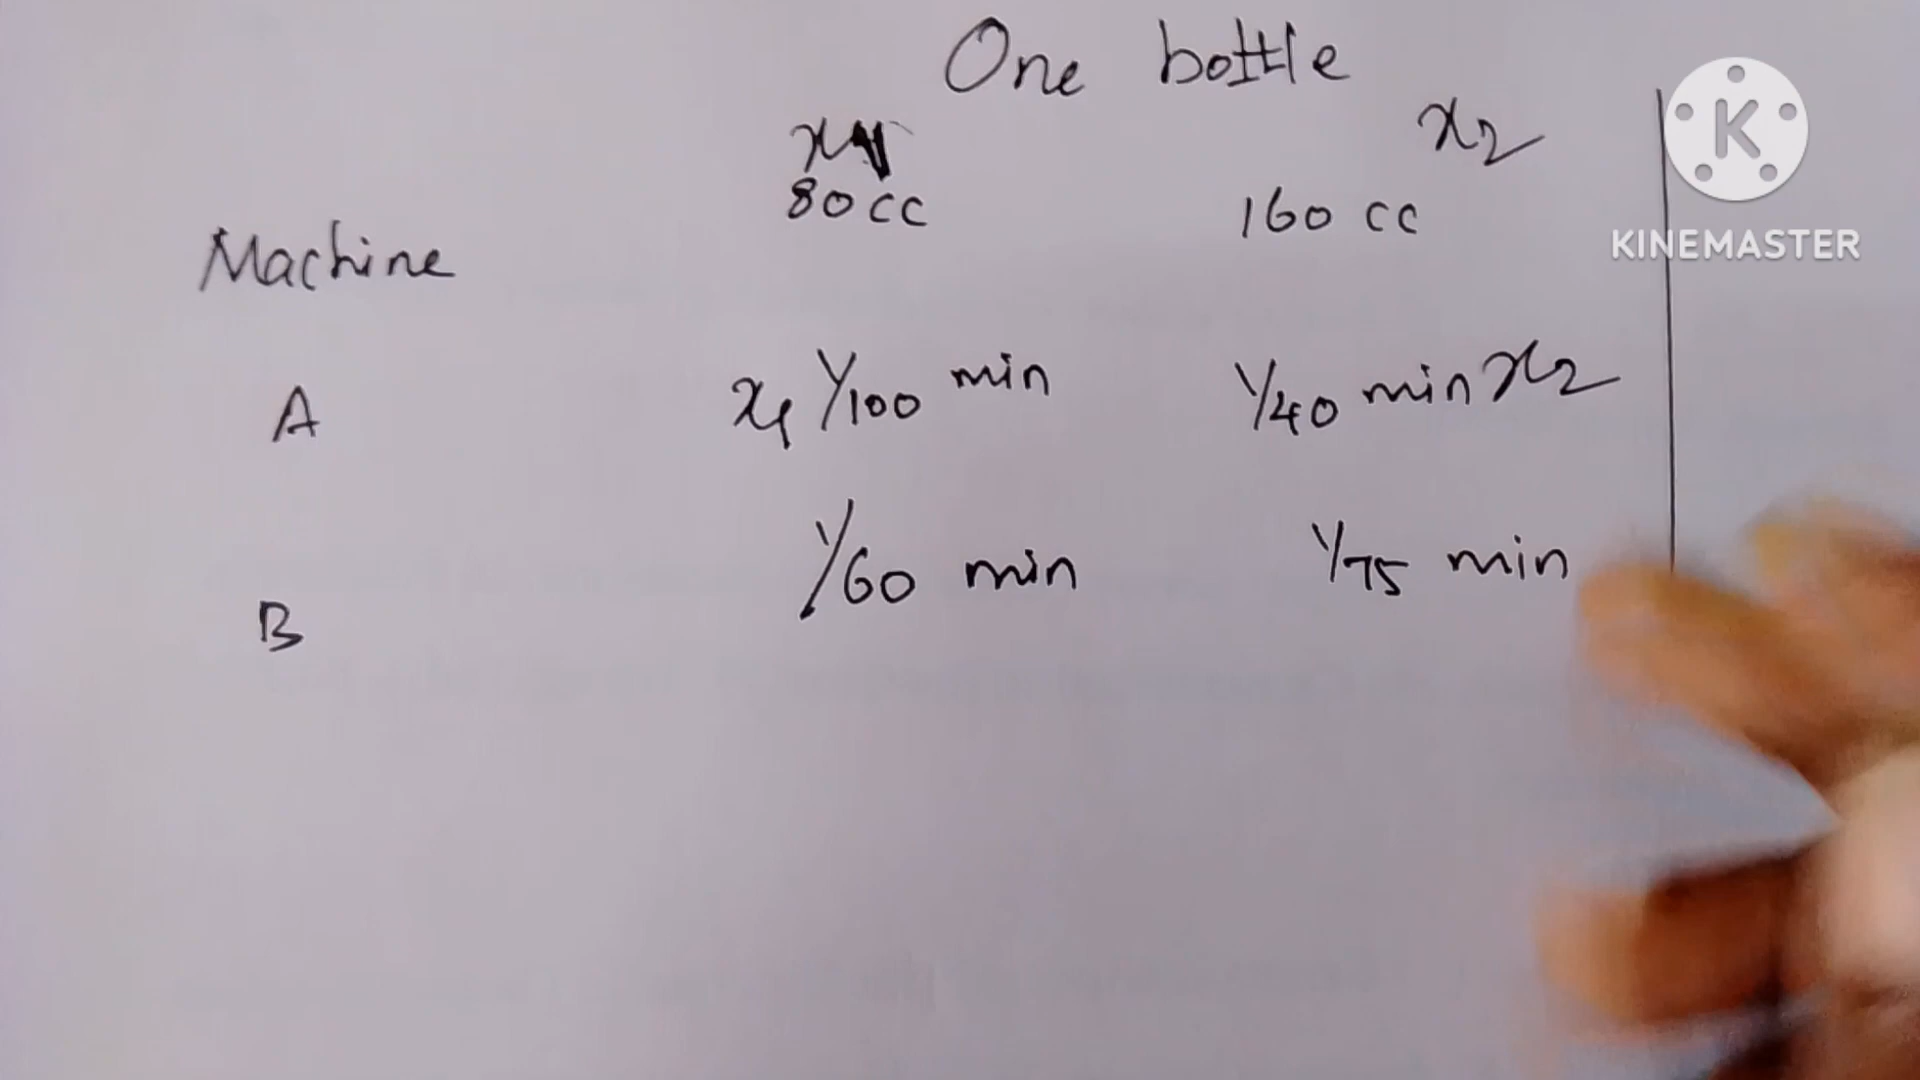 One bottle
x1 x2
80 cc 160 cc
K
KINEMASTER
Machine
A x1 1/100 min 1/40 min x2
B 1/60 min 1/75 min